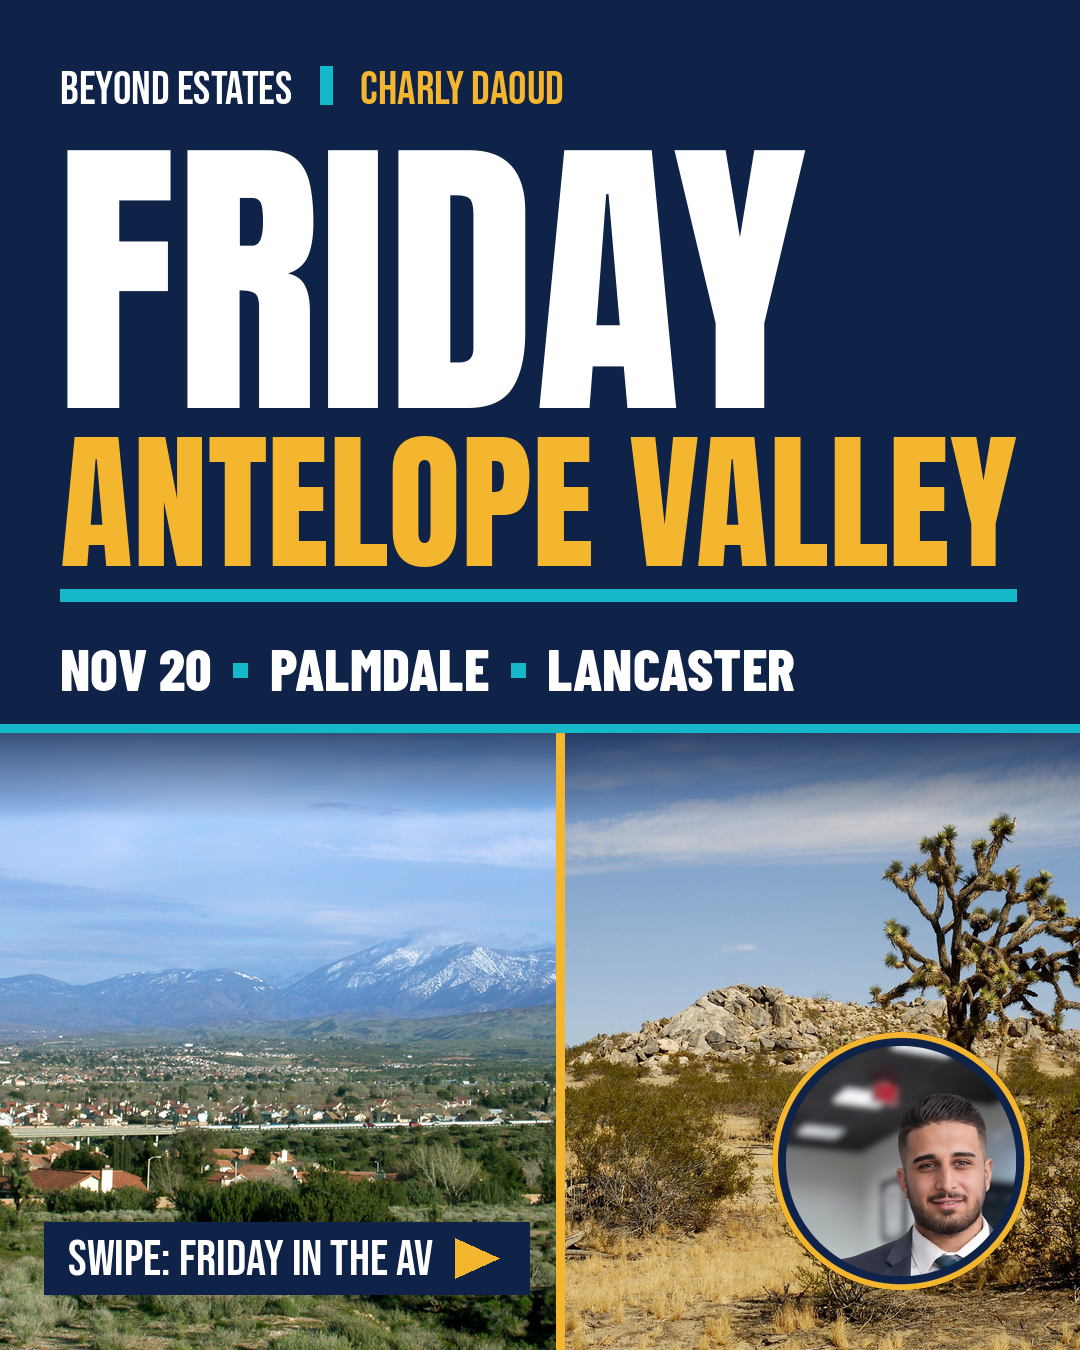 BEYOND ESTATES CHARLY DAOUD
FRIDAY
ANTELOPE VALLEY
NOV 20 ▪ PALMDALE ▪ LANCASTER
SWIPE: FRIDAY IN THE AV